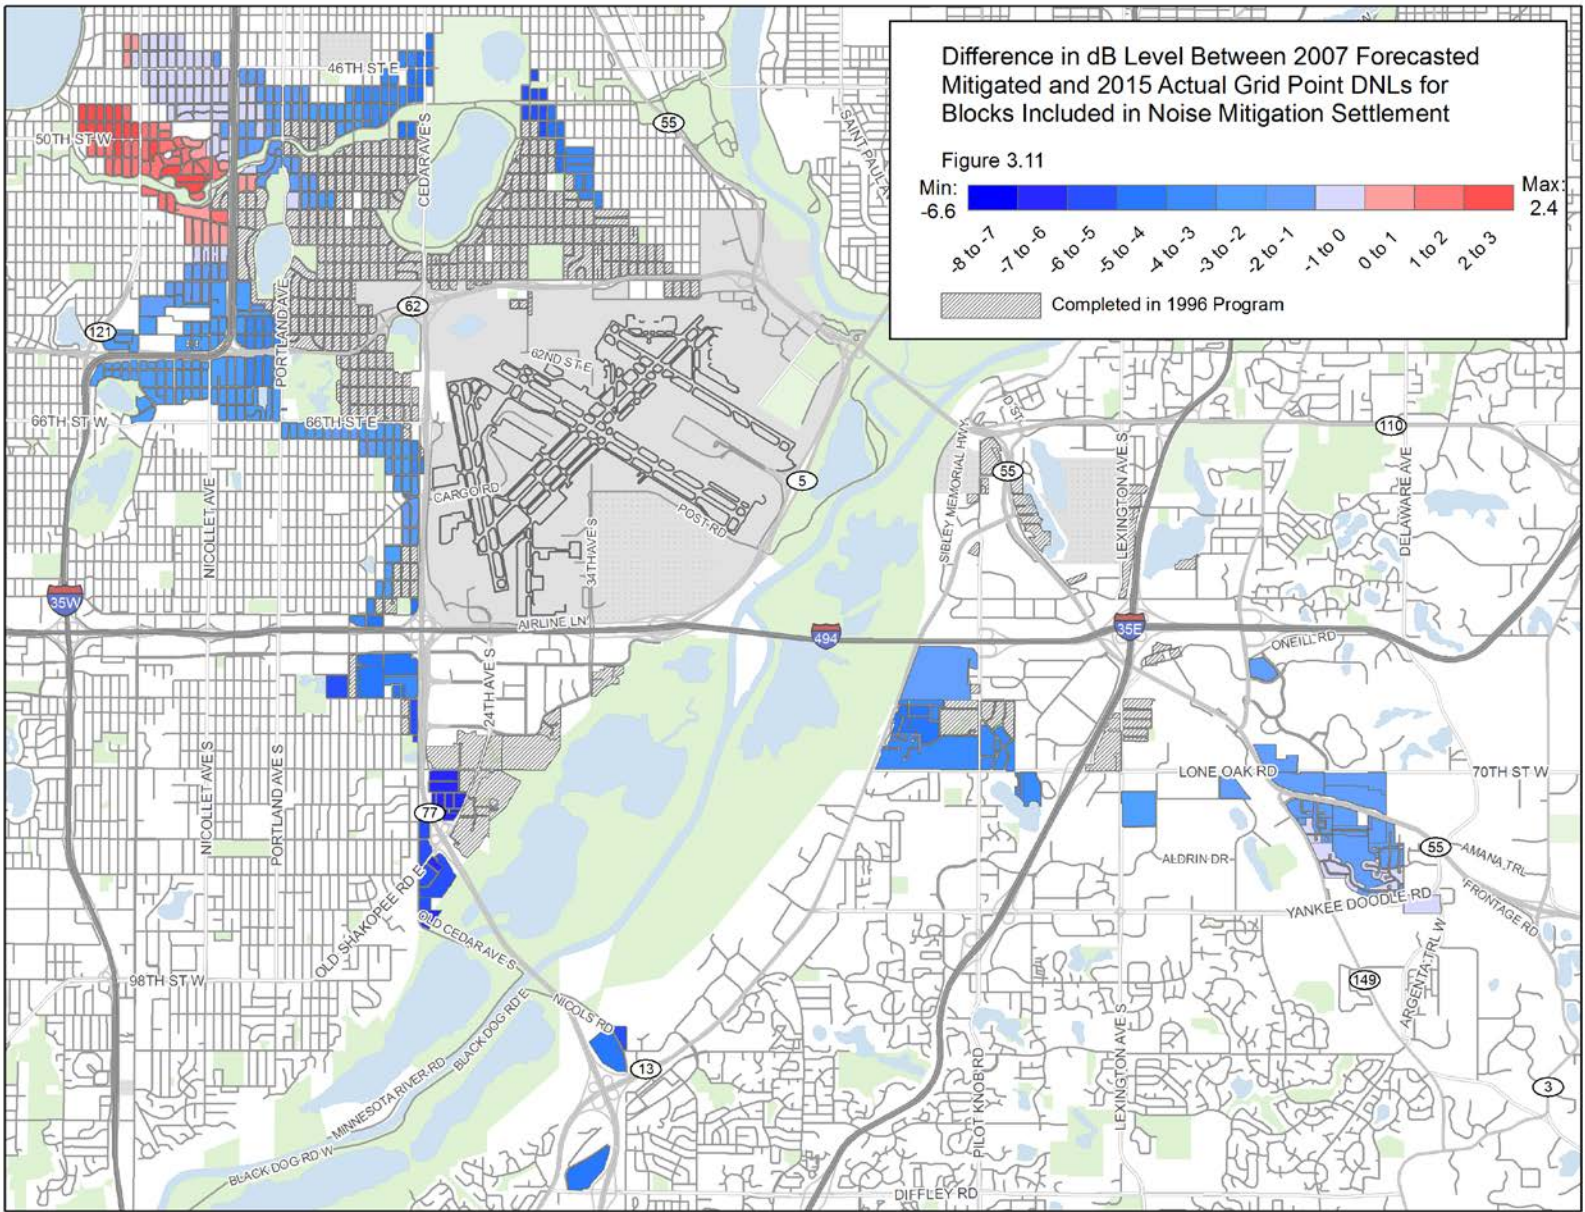 Difference in dB Level Between 2007 Forecasted
Mitigated and 2015 Actual Grid Point DNLs for
Blocks Included in Noise Mitigation Settlement
Figure 3.11
Min:
-6.6
Max:
2.4
-8 to -7
-7 to -6
-6 to -5
-5 to -4
-4 to -3
-3 to -2
-2 to -1
-1 to 0
0 to 1
1 to 2
2 to 3
Completed in 1996 Program
46TH ST E
55
50TH ST W
CEDAR AVE S
PORTLAND AVE
62
121
62ND ST E
66TH ST W
66TH ST E
D ST
110
SIBLEY MEMORIAL HWY
55
LEXINGTON AVE S
DELAWARE AVE
5
CARGO RD
POST RD
NICOLLET AVE
34TH AVE S
35W
AIRLINE LN
494
35E
ONEILL RD
24TH AVE S
NICOLLET AVE S
PORTLAND AVE S
LONE OAK RD
70TH ST W
77
ALDRIN DR
55
AMANA TRL
OLD SHAKOPEE RD E
YANKEE DOODLE RD
FRONTAGE RD
OLD CEDAR AVE S
98TH ST W
149
ARGENTA TRL W
NICOLS RD
BLACK DOG RD E
13
MINNESOTA RIVER RD
PILOT KNOB RD
LEXINGTON AVE S
3
BLACK DOG RD W
DIFFLEY RD